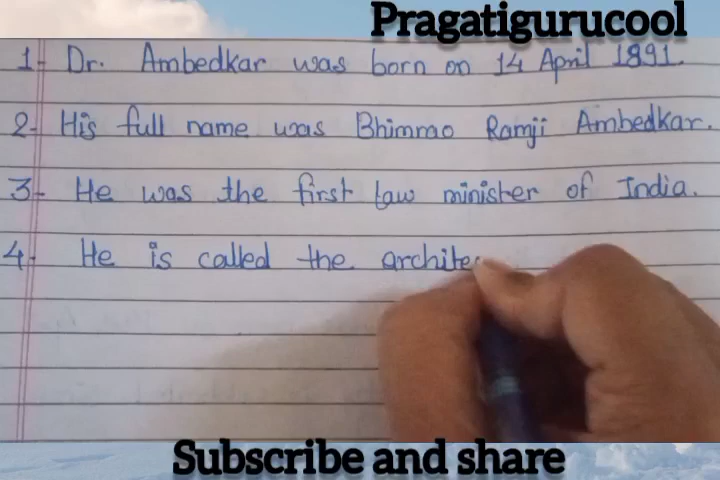 Pragatigurucool
1- Dr. Ambedkar was born on 14 April 1891.
2- His full name was Bhimrao Ramji Ambedkar.
3- He was the first law minister of India.
4- He is called the archite
Subscribe and share